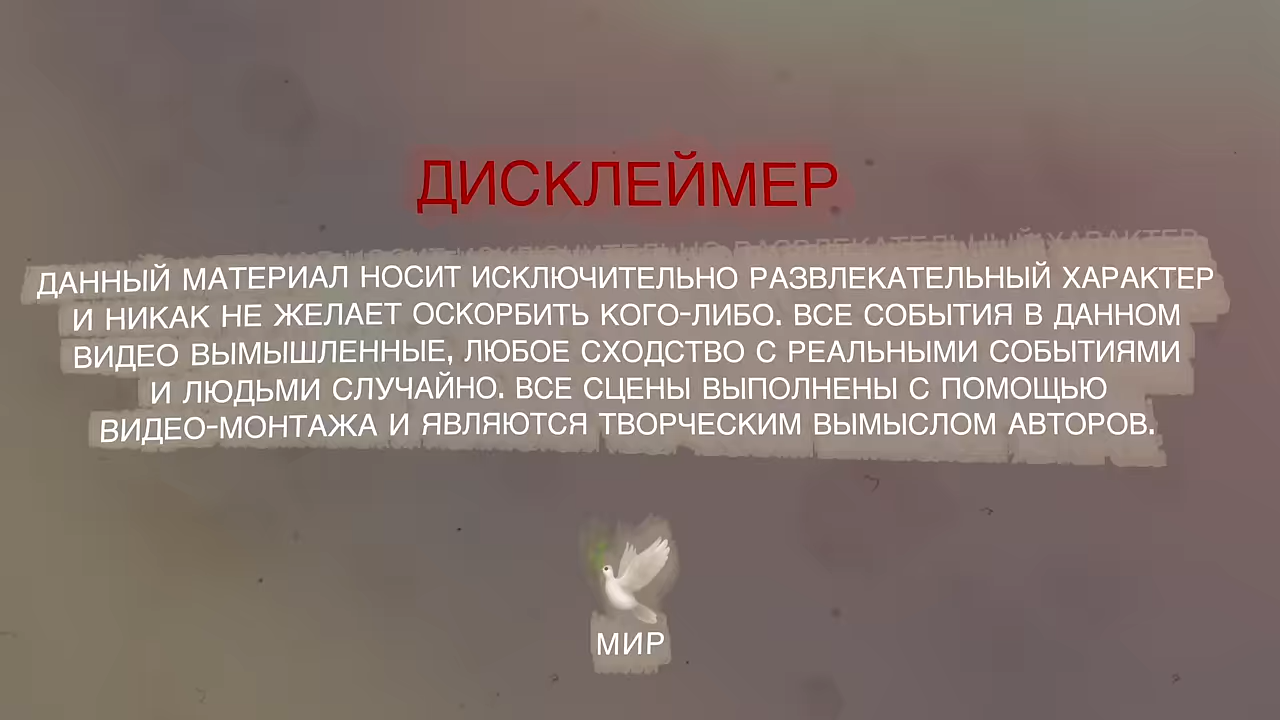 ДИСКЛЕЙМЕР
ДАННЫЙ МАТЕРИАЛ НОСИТ ИСКЛЮЧИТЕЛЬНО РАЗВЛЕКАТЕЛЬНЫЙ ХАРАКТЕР
И НИКАК НЕ ЖЕЛАЕТ ОСКОРБИТЬ КОГО-ЛИБО. ВСЕ СОБЫТИЯ В ДАННОМ
ВИДЕО ВЫМЫШЛЕННЫЕ, ЛЮБОЕ СХОДСТВО С РЕАЛЬНЫМИ СОБЫТИЯМИ
И ЛЮДЬМИ СЛУЧАЙНО. ВСЕ СЦЕНЫ ВЫПОЛНЕНЫ С ПОМОЩЬЮ
ВИДЕО-МОНТАЖА И ЯВЛЯЮТСЯ ТВОРЧЕСКИМ ВЫМЫСЛОМ АВТОРОВ.
МИР